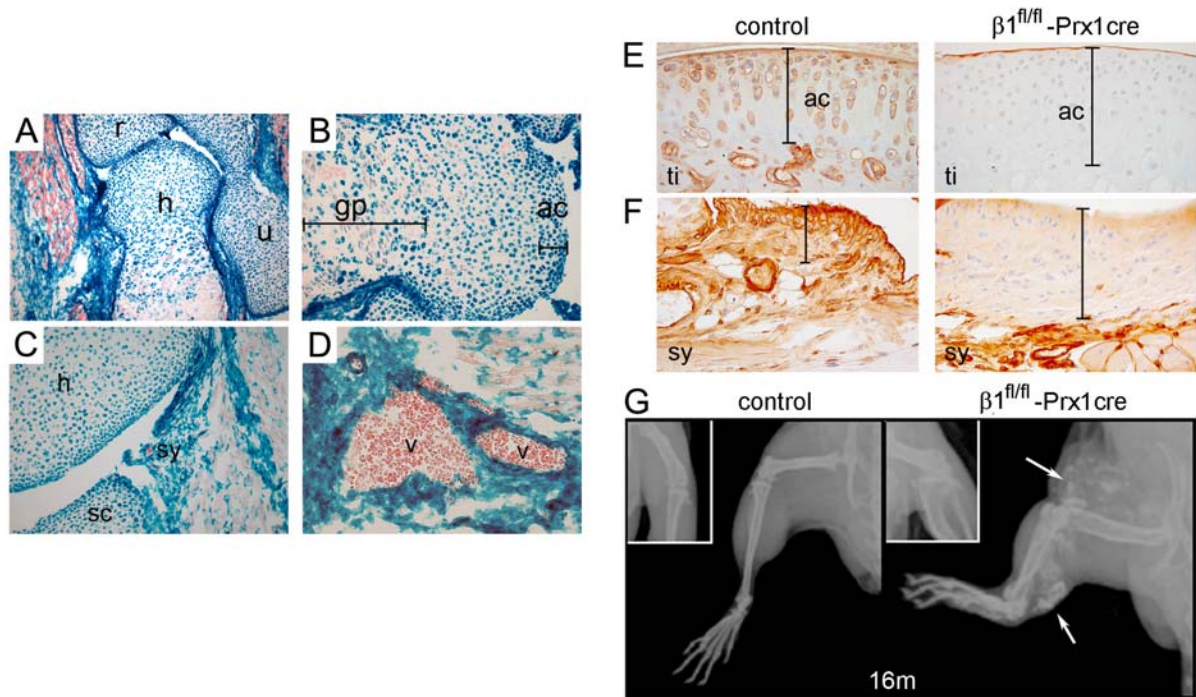 A
r
h
u
B
gp
ac
C
h
sy
sc
D
v
v
control
β1fl/fl -Prx1cre
E
ac
ti
ac
ti
F
sy
sy
G
control
β1fl/fl -Prx1cre
16m